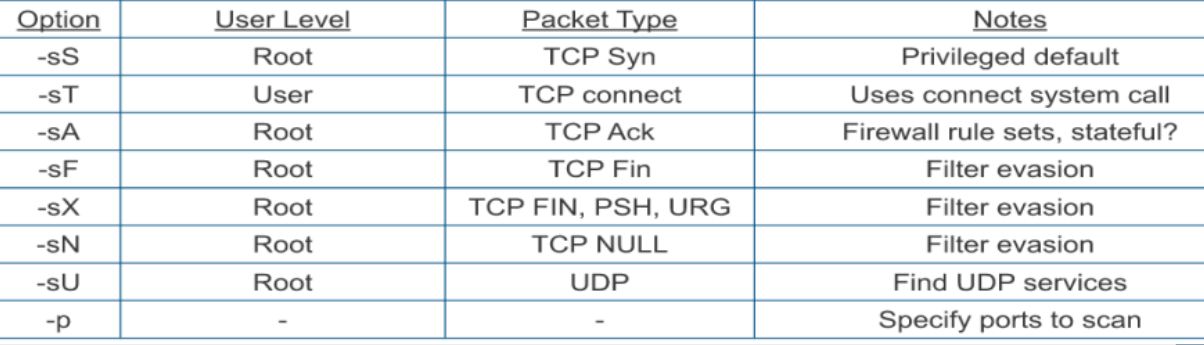 Option User Level Packet Type Notes
-sS Root TCP Syn Privileged default
-sT User TCP connect Uses connect system call
-sA Root TCP Ack Firewall rule sets, stateful?
-sF Root TCP Fin Filter evasion
-sX Root TCP FIN, PSH, URG Filter evasion
-sN Root TCP NULL Filter evasion
-sU Root UDP Find UDP services
-p - - Specify ports to scan